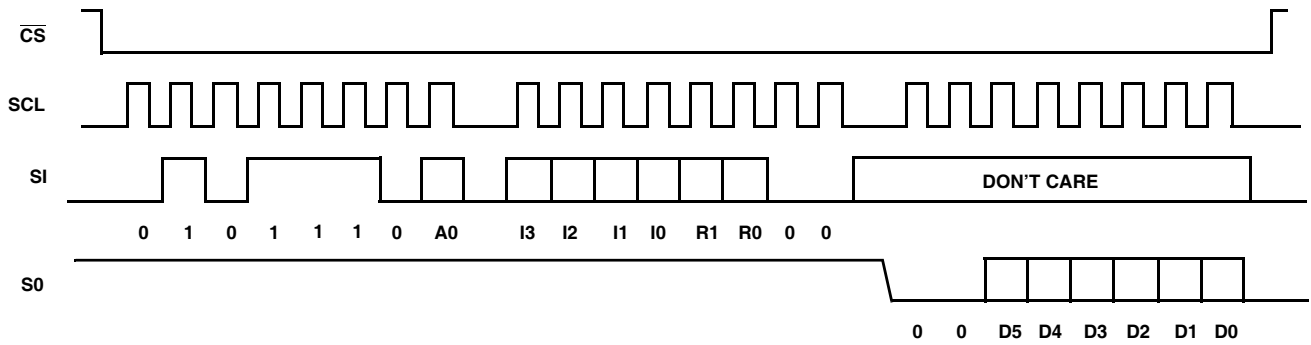 CS
SCL
SI
DON'T CARE
0 1 0 1 1 1 0 A0 I3 I2 I1 I0 R1 R0 0 0
S0
0 0 D5 D4 D3 D2 D1 D0